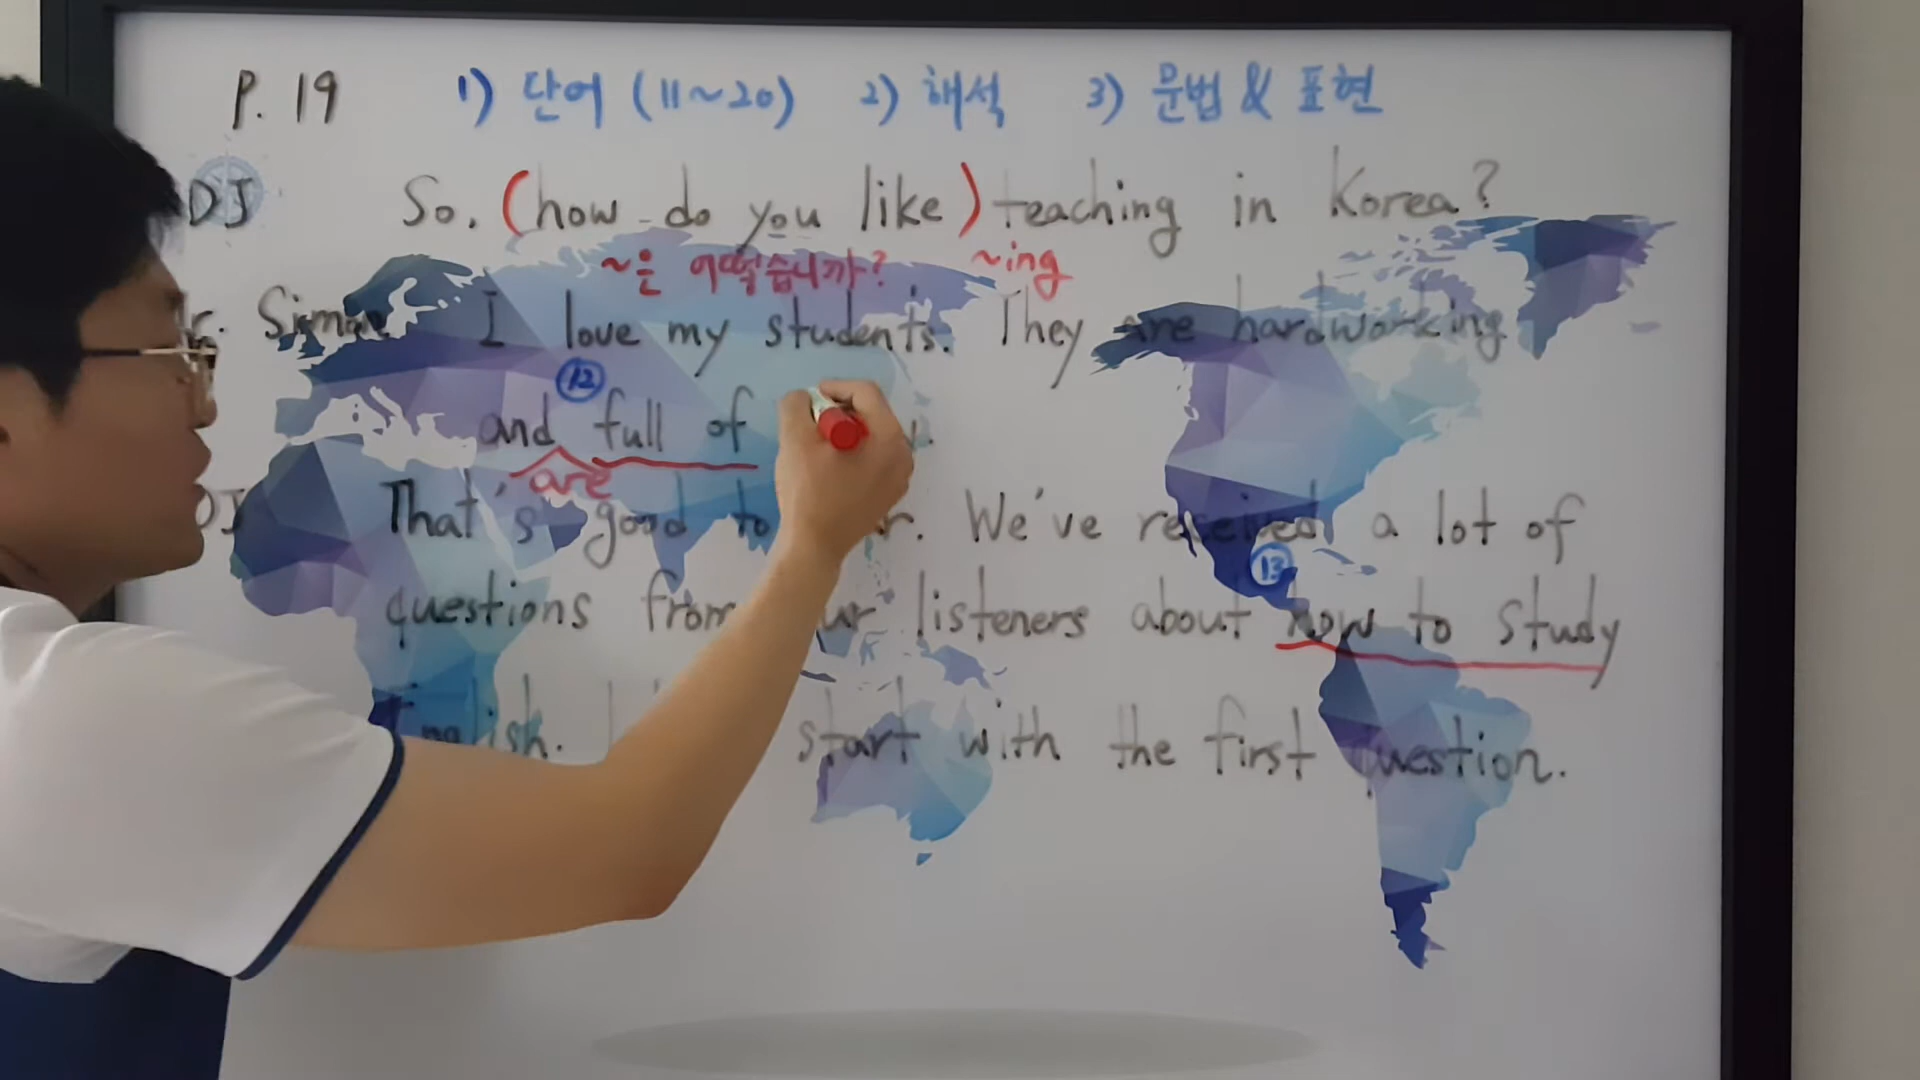 P. 19 1) 단어 (11~20) 2) 해석 3) 문법 & 표현
DJ So, (how do you like) teaching in Korea?
~은 어떻습니까? ~ing
I love my students. They are hardworking
12
and full of
are
DJ That's good to We've received a lot of
13
questions from our listeners about how to study
English. start with the first question.